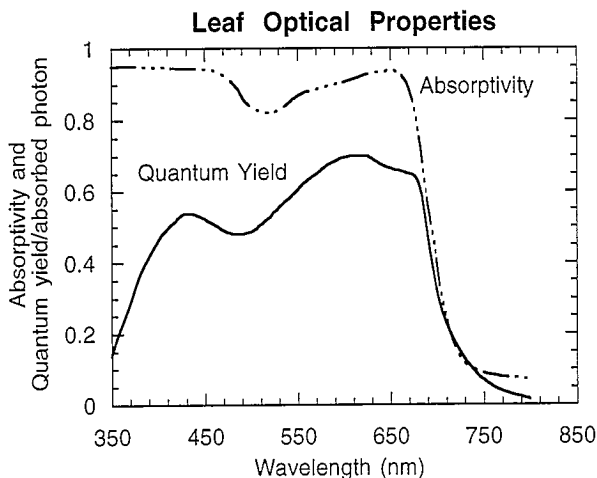 Leaf Optical Properties
Absorptivity and
Quantum yield/absorbed photon
1
0.8
0.6
0.4
0.2
0
Absorptivity
Quantum Yield
350 450 550 650 750 850
Wavelength (nm)